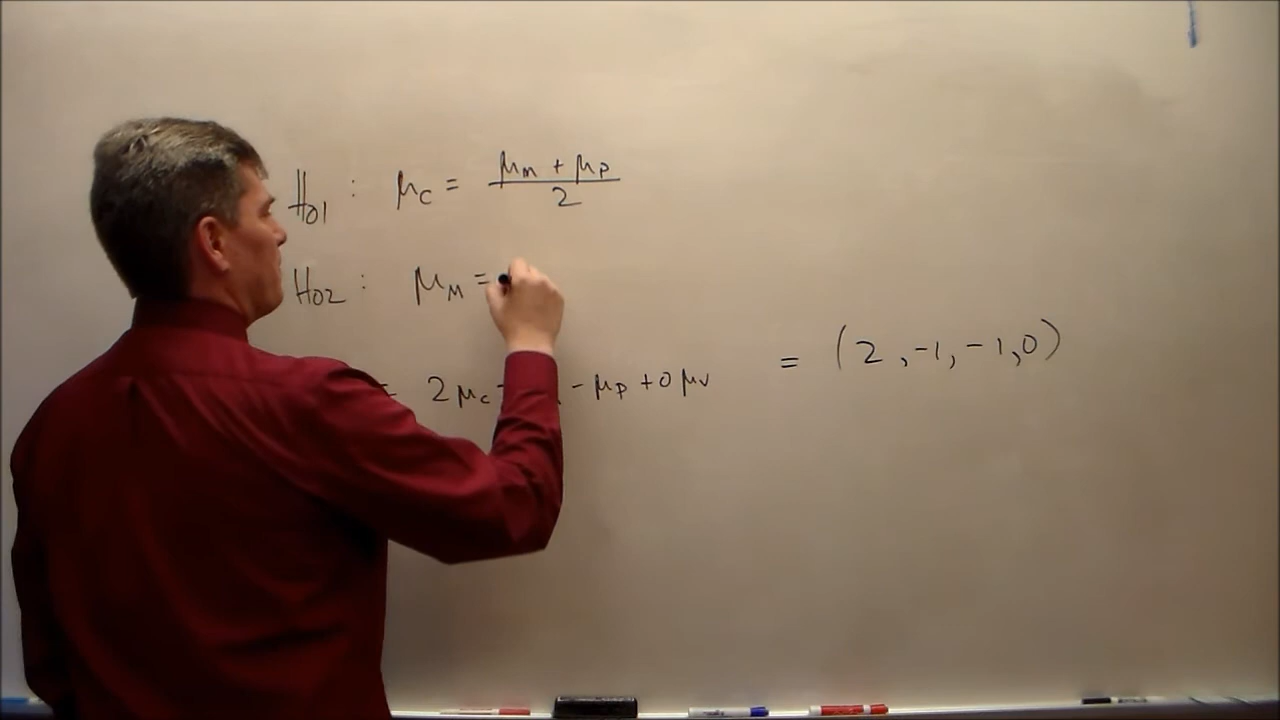 H01 : μC = (μm + μP) / 2
H02 : μM =
= 2μc - μP + 0μv = (2, -1, -1, 0)